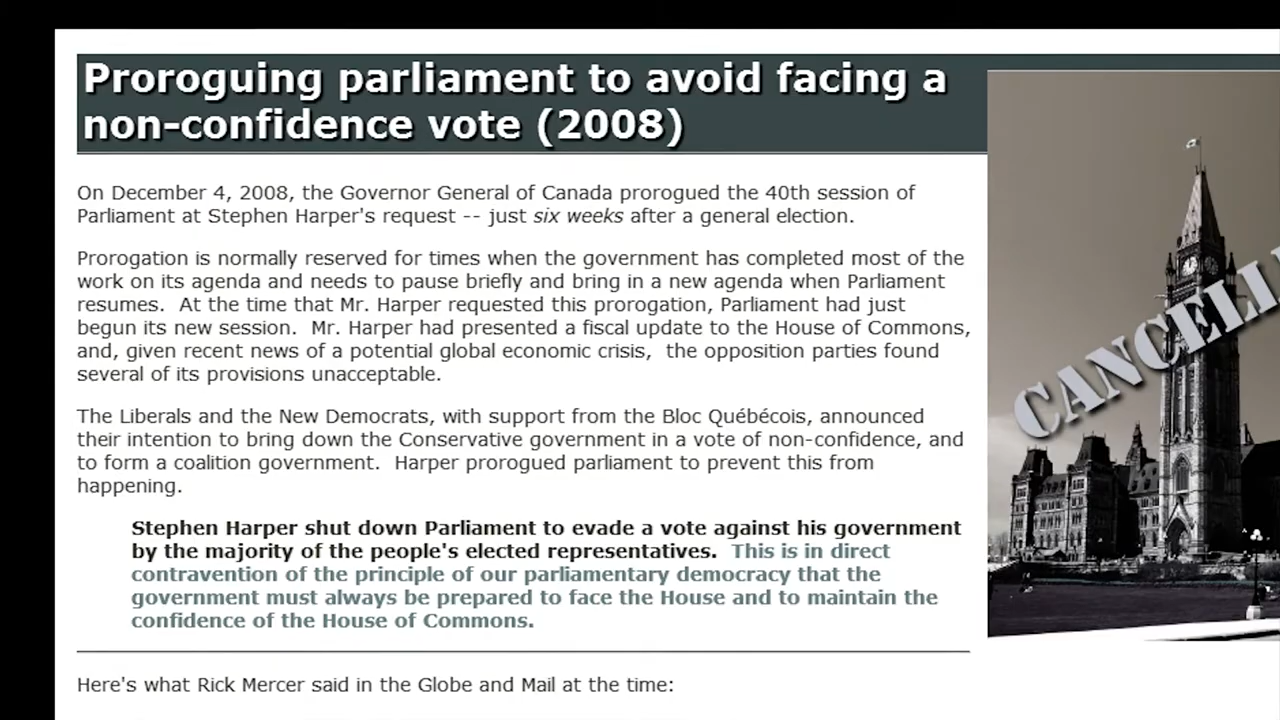 Proroguing parliament to avoid facing a
non-confidence vote (2008)
On December 4, 2008, the Governor General of Canada prorogued the 40th session of
Parliament at Stephen Harper's request -- just six weeks after a general election.
Prorogation is normally reserved for times when the government has completed most of the
work on its agenda and needs to pause briefly and bring in a new agenda when Parliament
resumes.  At the time that Mr. Harper requested this prorogation, Parliament had just
begun its new session.  Mr. Harper had presented a fiscal update to the House of Commons,
and, given recent news of a potential global economic crisis,  the opposition parties found
several of its provisions unacceptable.
The Liberals and the New Democrats, with support from the Bloc Québécois, announced
their intention to bring down the Conservative government in a vote of non-confidence, and
to form a coalition government.  Harper prorogued parliament to prevent this from
happening.
Stephen Harper shut down Parliament to evade a vote against his government
by the majority of the people's elected representatives.  This is in direct
contravention of the principle of our parliamentary democracy that the
government must always be prepared to face the House and to maintain the
confidence of the House of Commons.
Here's what Rick Mercer said in the Globe and Mail at the time: